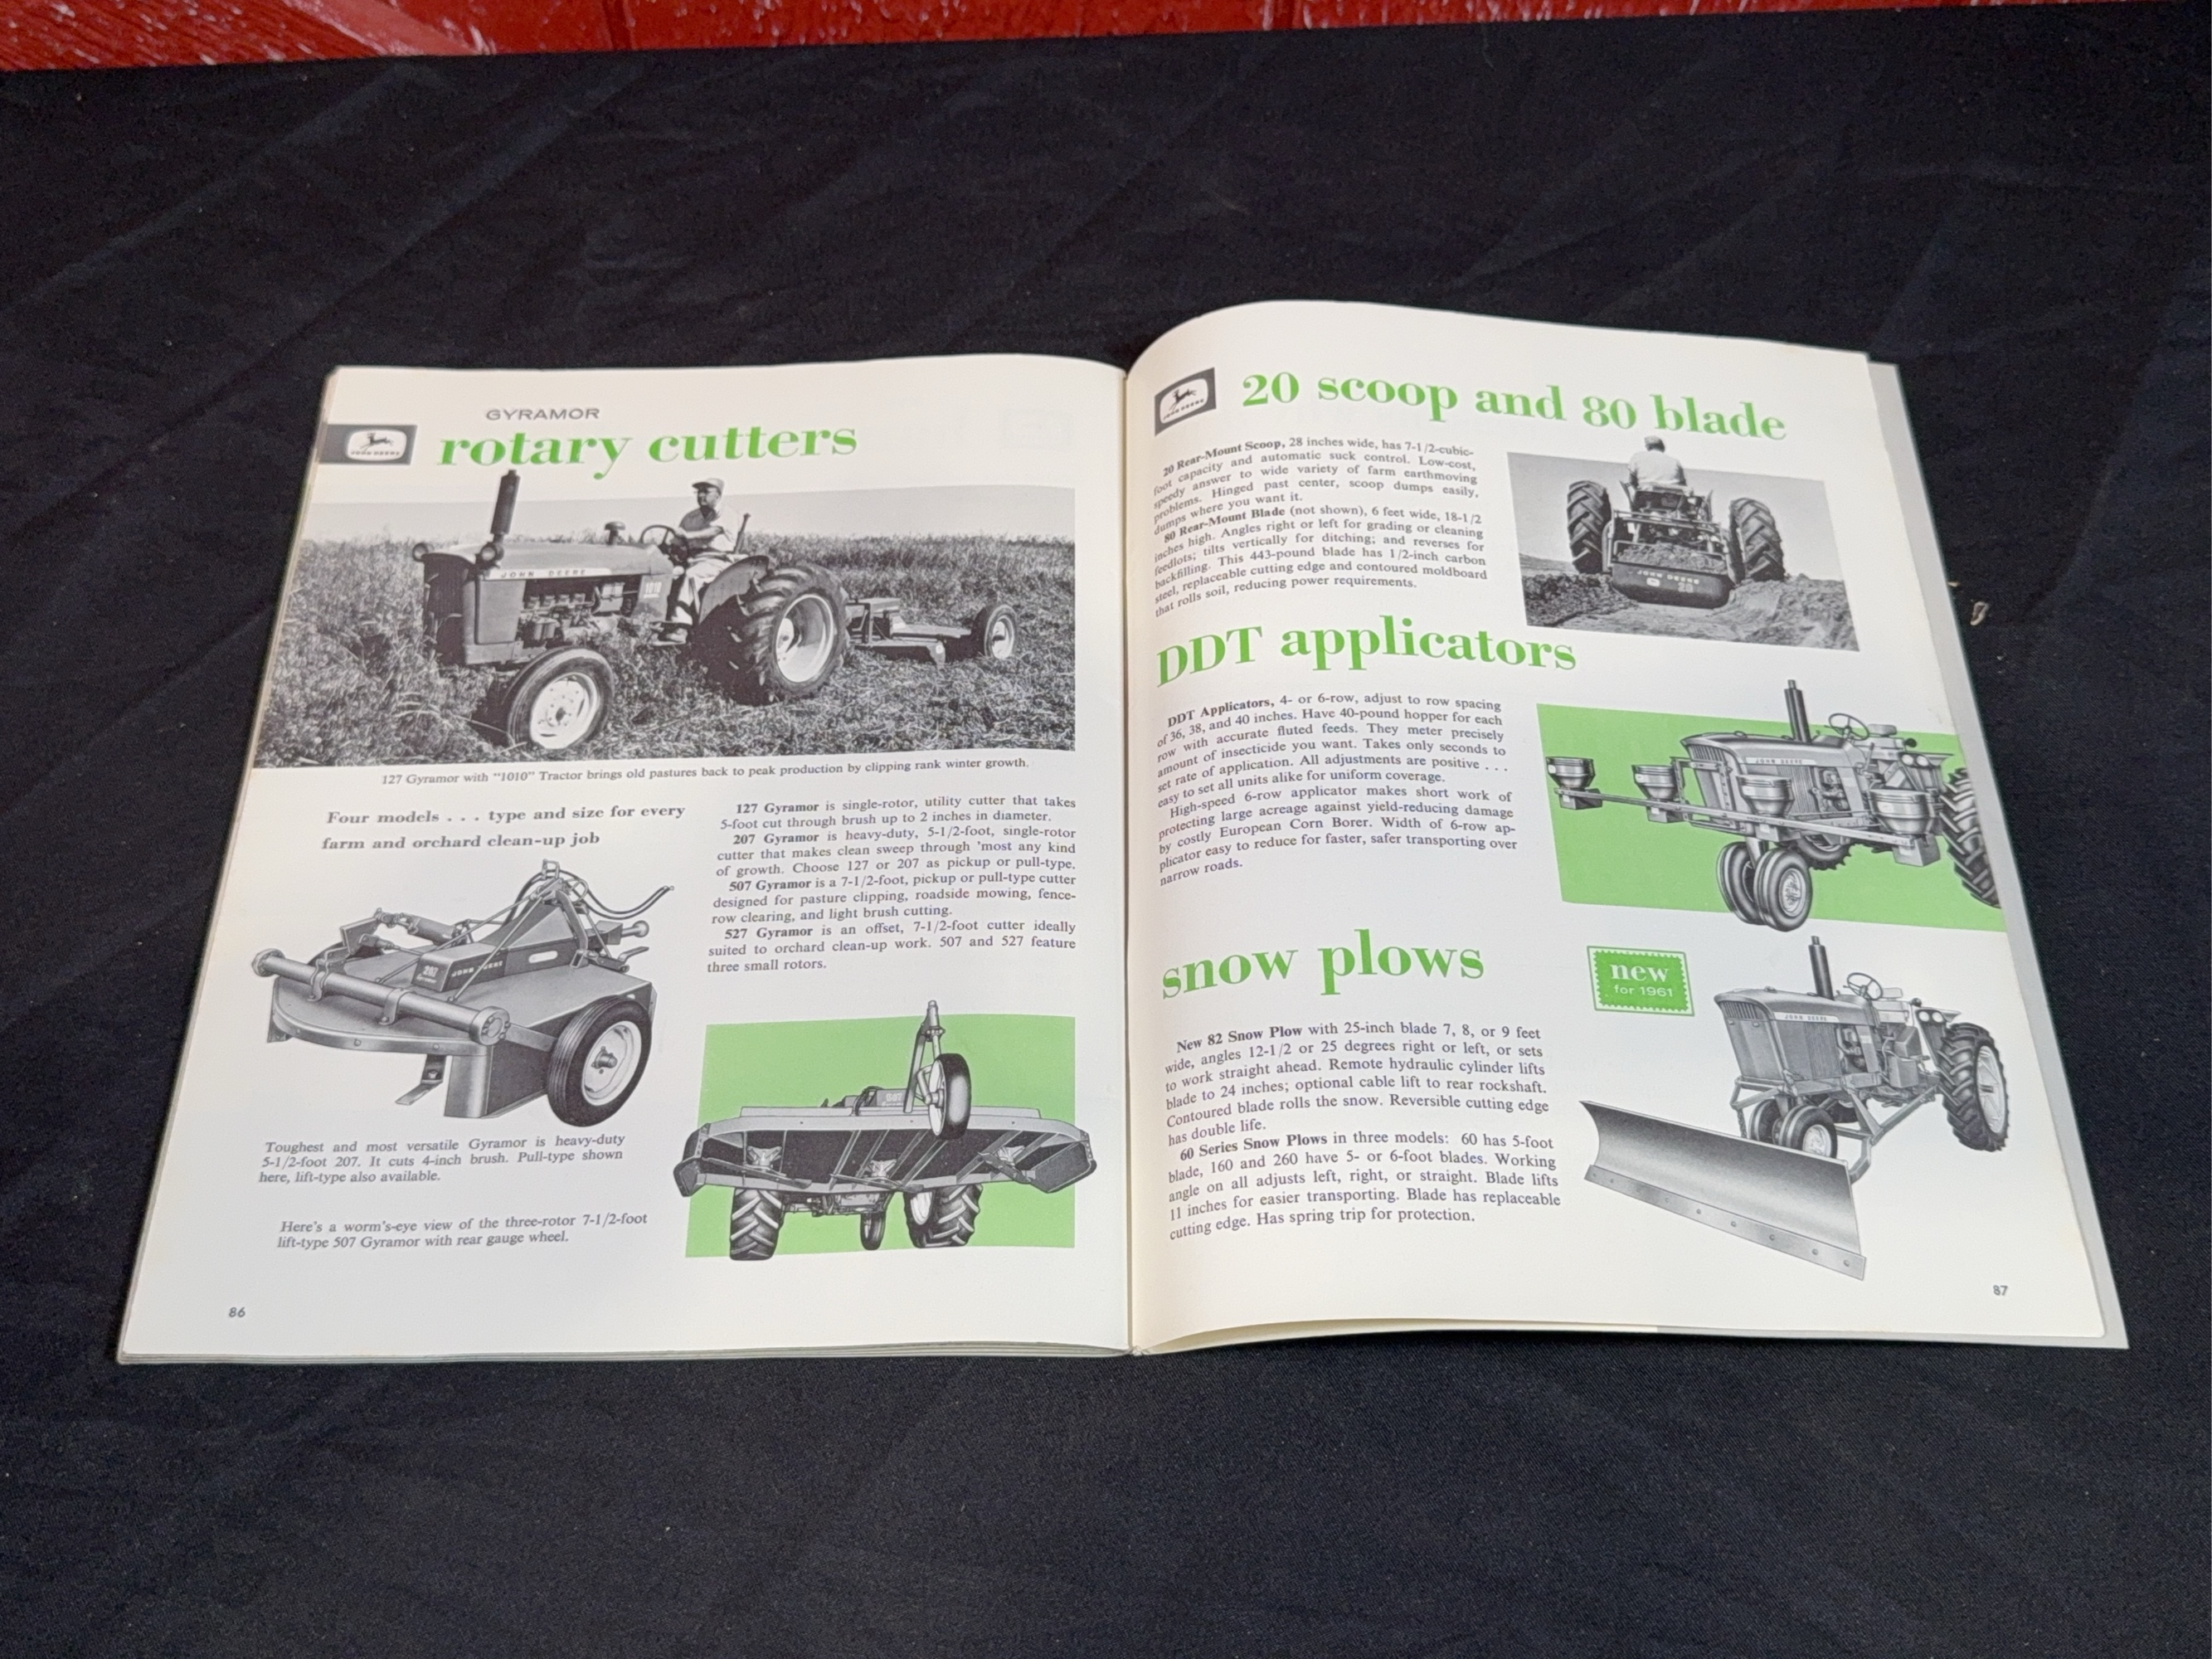 GYRAMOR
rotary cutters
JOHN DEERE
JOHN DEERE
1010
127 Gyramor with "1010" Tractor brings old pastures back to peak production by clipping rank winter growth.
Four models . . . type and size for every
farm and orchard clean-up job
207
JOHN DEERE
Toughest and most versatile Gyramor is heavy-duty
5-1/2-foot 207. It cuts 4-inch brush. Pull-type shown
here, lift-type also available.
Here's a worm's-eye view of the three-rotor 7-1/2-foot
lift-type 507 Gyramor with rear gauge wheel.
127 Gyramor is single-rotor, utility cutter that takes
5-foot cut through brush up to 2 inches in diameter.
207 Gyramor is heavy-duty, 5-1/2-foot, single-rotor
cutter that makes clean sweep through 'most any kind
of growth. Choose 127 or 207 as pickup or pull-type.
507 Gyramor is a 7-1/2-foot, pickup or pull-type cutter
designed for pasture clipping, roadside mowing, fence-
row clearing, and light brush cutting.
527 Gyramor is an offset, 7-1/2-foot cutter ideally
suited to orchard clean-up work. 507 and 527 feature
three small rotors.
507
86
JOHN DEERE
20 scoop and 80 blade
20 Rear-Mount Scoop, 28 inches wide, has 7-1/2-cubic-
foot capacity and automatic suck control. Low-cost,
speedy answer to wide variety of farm earthmoving
problems. Hinged past center, scoop dumps easily,
dumps where you want it.
80 Rear-Mount Blade (not shown), 6 feet wide, 18-1/2
inches high. Angles right or left for grading or cleaning
feedlots; tilts vertically for ditching; and reverses for
backfilling. This 443-pound blade has 1/2-inch carbon
steel, replaceable cutting edge and contoured moldboard
that rolls soil, reducing power requirements.
JOHN DEERE
DDT applicators
DDT Applicators, 4- or 6-row, adjust to row spacing
of 36, 38, and 40 inches. Have 40-pound hopper for each
row with accurate fluted feeds. They meter precisely
amount of insecticide you want. Takes only seconds to
set rate of application. All adjustments are positive . . .
easy to set all units alike for uniform coverage.
High-speed 6-row applicator makes short work of
protecting large acreage against yield-reducing damage
by costly European Corn Borer. Width of 6-row ap-
plicator easy to reduce for faster, safer transporting over
narrow roads.
JOHN DEERE
snow plows
new
for 1961
New 82 Snow Plow with 25-inch blade 7, 8, or 9 feet
wide, angles 12-1/2 or 25 degrees right or left, or sets
to work straight ahead. Remote hydraulic cylinder lifts
blade to 24 inches; optional cable lift to rear rockshaft.
Contoured blade rolls the snow. Reversible cutting edge
has double life.
60 Series Snow Plows in three models: 60 has 5-foot
blade, 160 and 260 have 5- or 6-foot blades. Working
angle on all adjusts left, right, or straight. Blade lifts
11 inches for easier transporting. Blade has replaceable
cutting edge. Has spring trip for protection.
JOHN DEERE
87